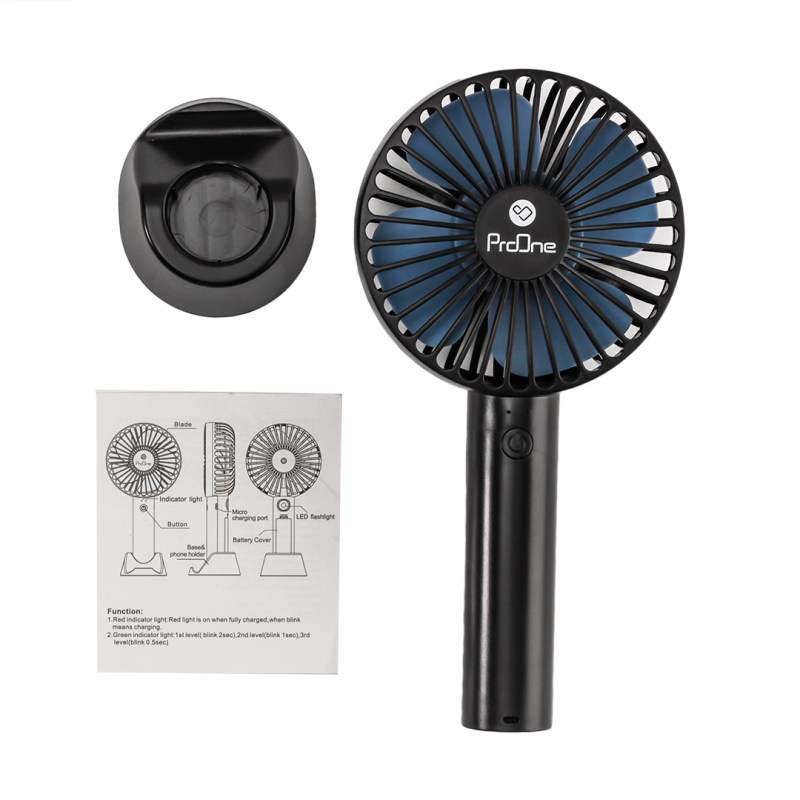 ProOne
Blade
ProOne
Indicator light
Button
Micro
charging port
LED flashlight
Battery Cover
Base&
phone holder
Function:
1.Red indicator light:Red light is on when fully charged,when blink
means charging.
2.Green indicator light:1st level( blink 2sec),2nd level(blink 1sec),3rd
level(blink 0.5sec)